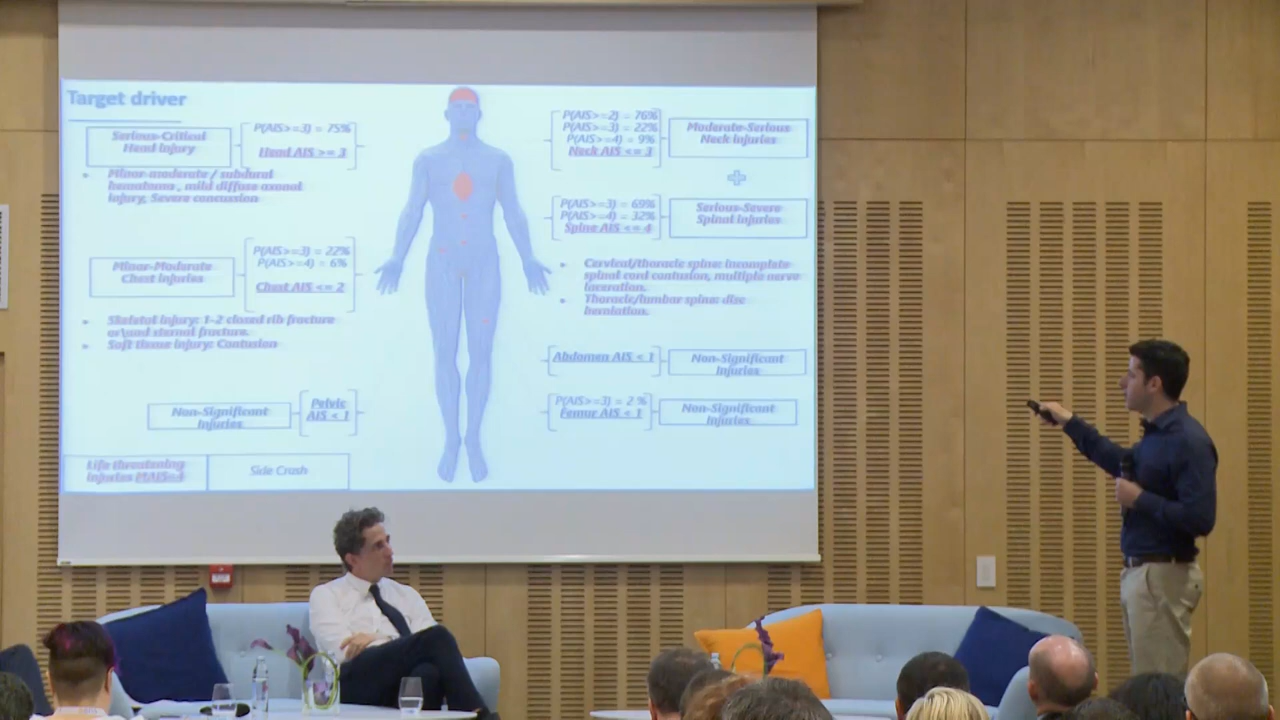 Target driver
Serious-Critical
Head Injury
P(AIS>=3) = 75%
Head AIS >= 3
Minor-moderate / subdural
hematoma , mild diffuse axonal
injury, Severe concussion
Minor-Moderate
Chest Injuries
P(AIS>=3) = 22%
P(AIS>=4) = 6%
Chest AIS <= 2
Skeletal injury: 1-2 closed rib fracture
or\and sternal fracture.
Soft tissue injury: Contusion
Non-Significant
Injuries
Pelvic
AIS < 1
Life threatening
injuries
Side Crush
P(AIS>=2) = 76%
P(AIS>=3) = 22%
P(AIS>=4) = 9%
Neck AIS <= 3
Moderate-Serious
Neck Injuries
P(AIS>=3) = 69%
P(AIS>=4) = 32%
Spine AIS <= 4
Serious-Severe
Spinal Injuries
Cervical/thoracic spine: incomplete
spinal cord contusion, multiple nerve
laceration.
Thoracic/lumbar spine: disc
herniation.
Abdomen AIS < 1
Non-Significant
Injuries
P(AIS>=3) = 2 %
Femur AIS < 1
Non-Significant
Injuries